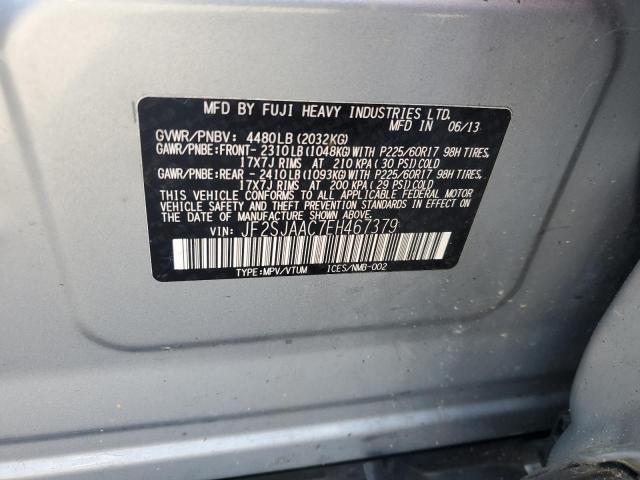 MFD BY FUJI HEAVY INDUSTRIES LTD.
MFD IN 06/13
GVWR/PNBV: 4480LB(2032KG)
GAWR/PNBE:FRONT- 2310LB(1048KG)WITH P225/60R17 98H TIRES,
17X7J RIMS AT 210 KPA(30 PSI)COLD
GAWR/PNBE:REAR - 2410LB(1093KG)WITH P225/60R17 98H TIRES,
17X7J RIMS AT 200 KPA(29 PSI)COLD
THIS VEHICLE CONFORMS TO ALL APPLICABLE FEDERAL MOTOR
VEHICLE SAFETY AND THEFT PREVENTION STANDARDS IN EFFECT
ON THE DATE OF MANUFACTURE SHOWN ABOVE.
VIN: JF2SJAAC7EH467379
TYPE:MPV/VTUM ICES/NMB-002